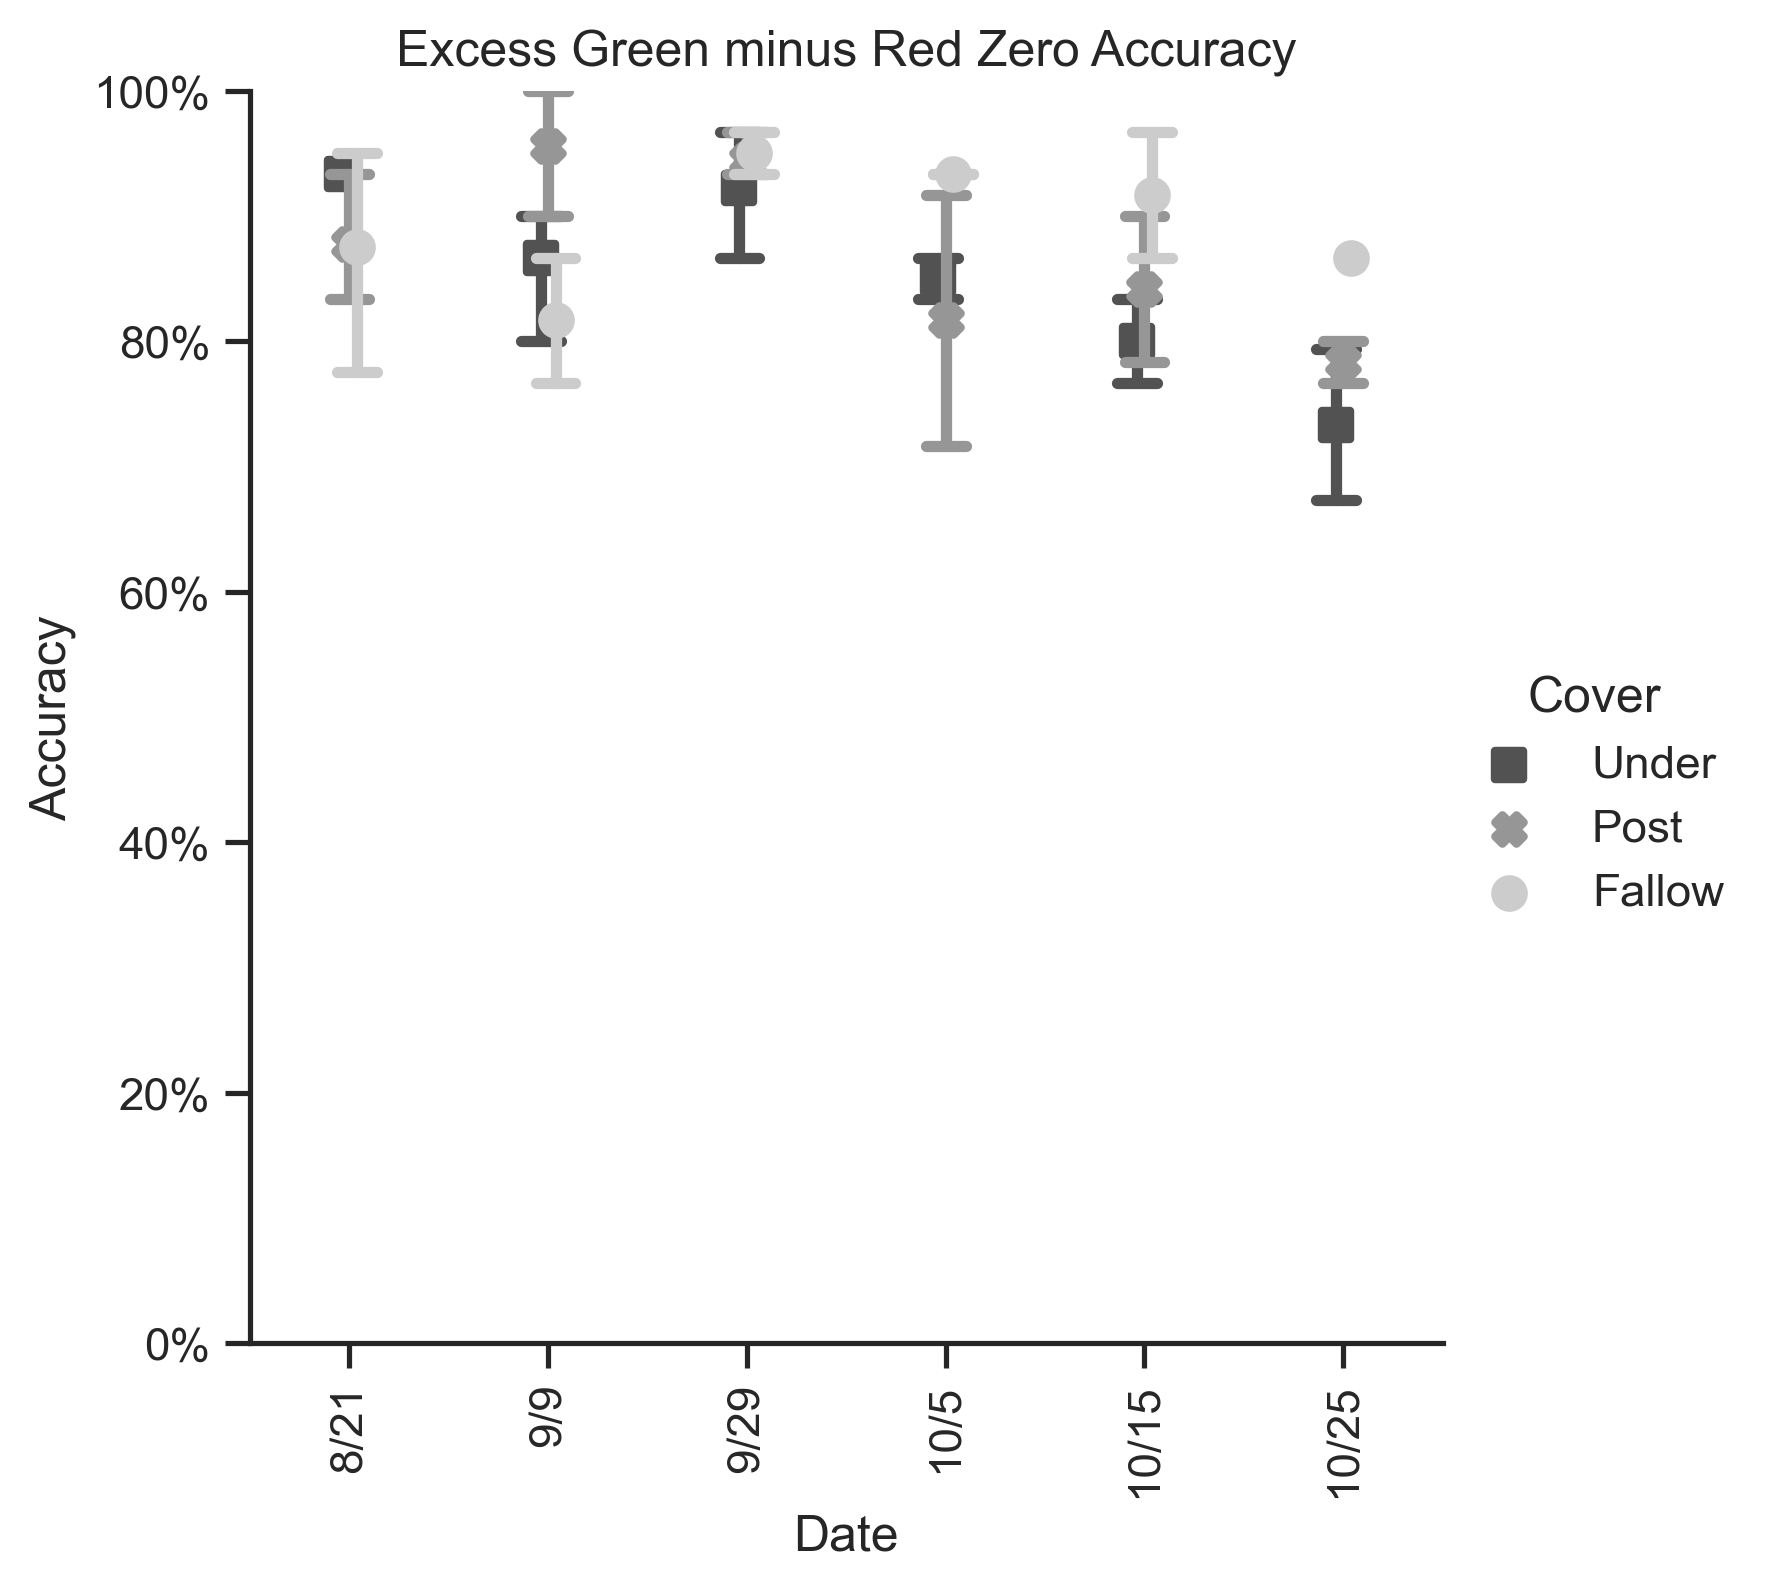 Excess Green minus Red Zero Accuracy
100%
80%
60%
40%
20%
0%
Accuracy
8/21
9/9
9/29
10/5
10/15
10/25
Date
Cover
Under
Post
Fallow